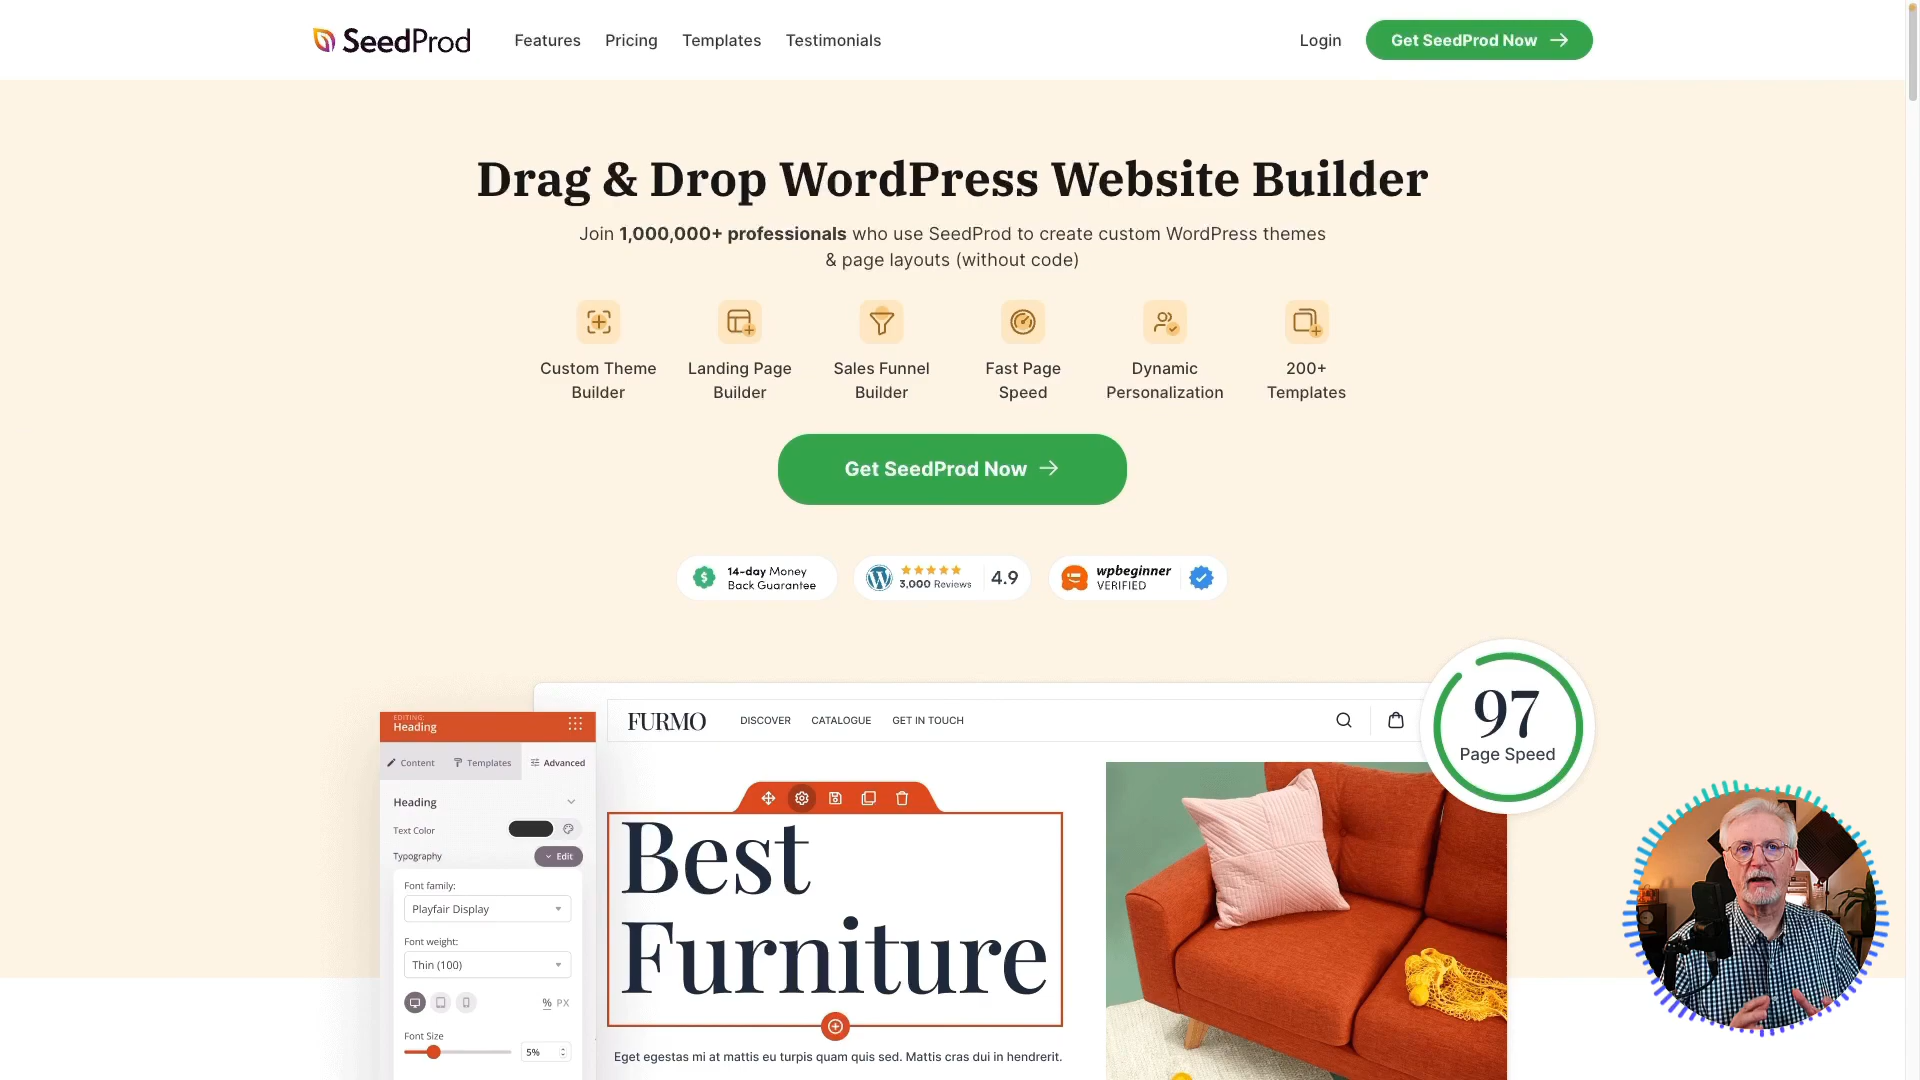 SeedProd
Features
Pricing
Templates
Testimonials
Login
Get SeedProd Now
Drag & Drop WordPress Website Builder
Join 1,000,000+ professionals who use SeedProd to create custom WordPress themes
& page layouts (without code)
Custom Theme
Builder
Landing Page
Builder
Sales Funnel
Builder
Fast Page
Speed
Dynamic
Personalization
200+
Templates
Get SeedProd Now
14-day Money
Back Guarantee
3,000 Reviews
4.9
wpbeginner
VERIFIED
97
Page Speed
FURMO
DISCOVER
CATALOGUE
GET IN TOUCH
EDITING:
Heading
Content
Templates
Advanced
Heading
Text Color
Typography
Edit
Font family:
Playfair Display
Font weight:
Thin (100)
% PX
Font Size
5%
Best
Furniture
Eget egestas mi at mattis eu turpis quam quis sed. Mattis cras dui in hendrerit.